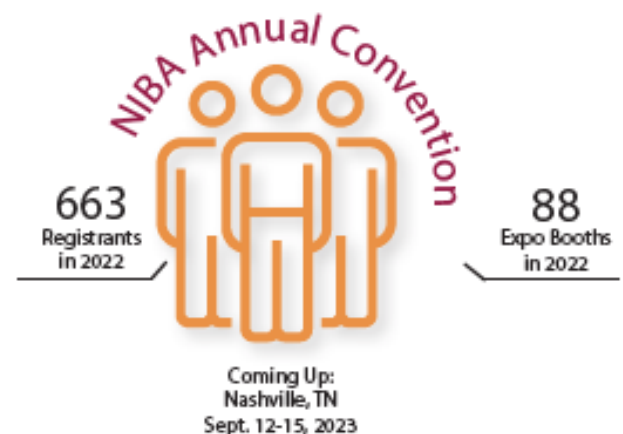 NIBA Annual Convention
663
Registrants
in 2022
88
Expo Booths
in 2022
Coming Up:
Nashville, TN
Sept. 12-15, 2023